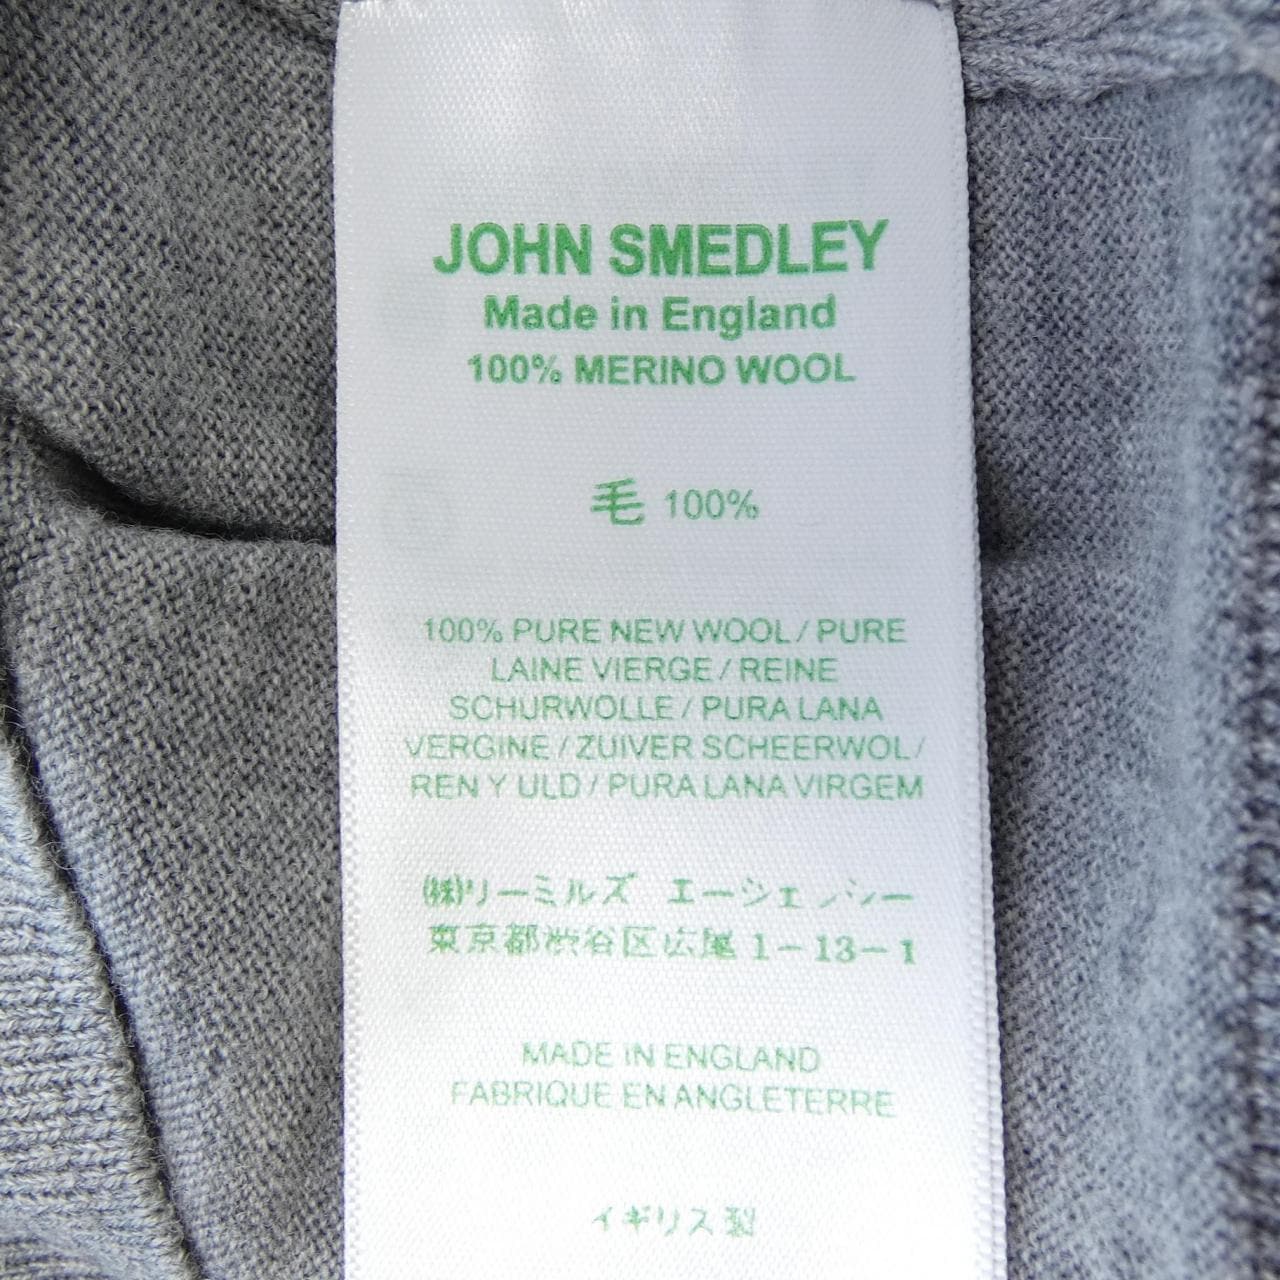 JOHN SMEDLEY
Made in England
100% MERINO WOOL
毛 100%
100% PURE NEW WOOL / PURE
LAINE VIERGE / REINE
SCHURWOLLE / PURA LANA
VERGINE / ZUIVER SCHEERWOL /
REN Y ULD / PURA LANA VIRGEM
(株)リーミルズ エージェンシー
東京都渋谷区広尾 1-13-1
MADE IN ENGLAND
FABRIQUE EN ANGLETERRE
イギリス製